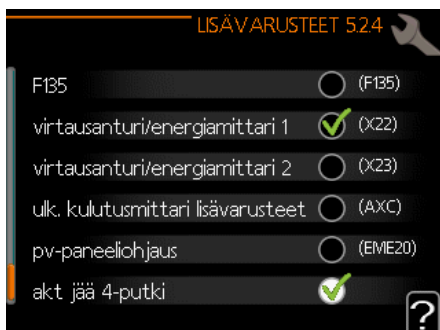 LISÄVARUSTEET 5.2.4
F135 (F135)
virtausanturi/energiamittari 1 (X22)
virtausanturi/energiamittari 2 (X23)
ulk. kulutusmittari lisävarusteet (AXC)
pv-paneeliohjaus (EME20)
akt jää 4-putki
?